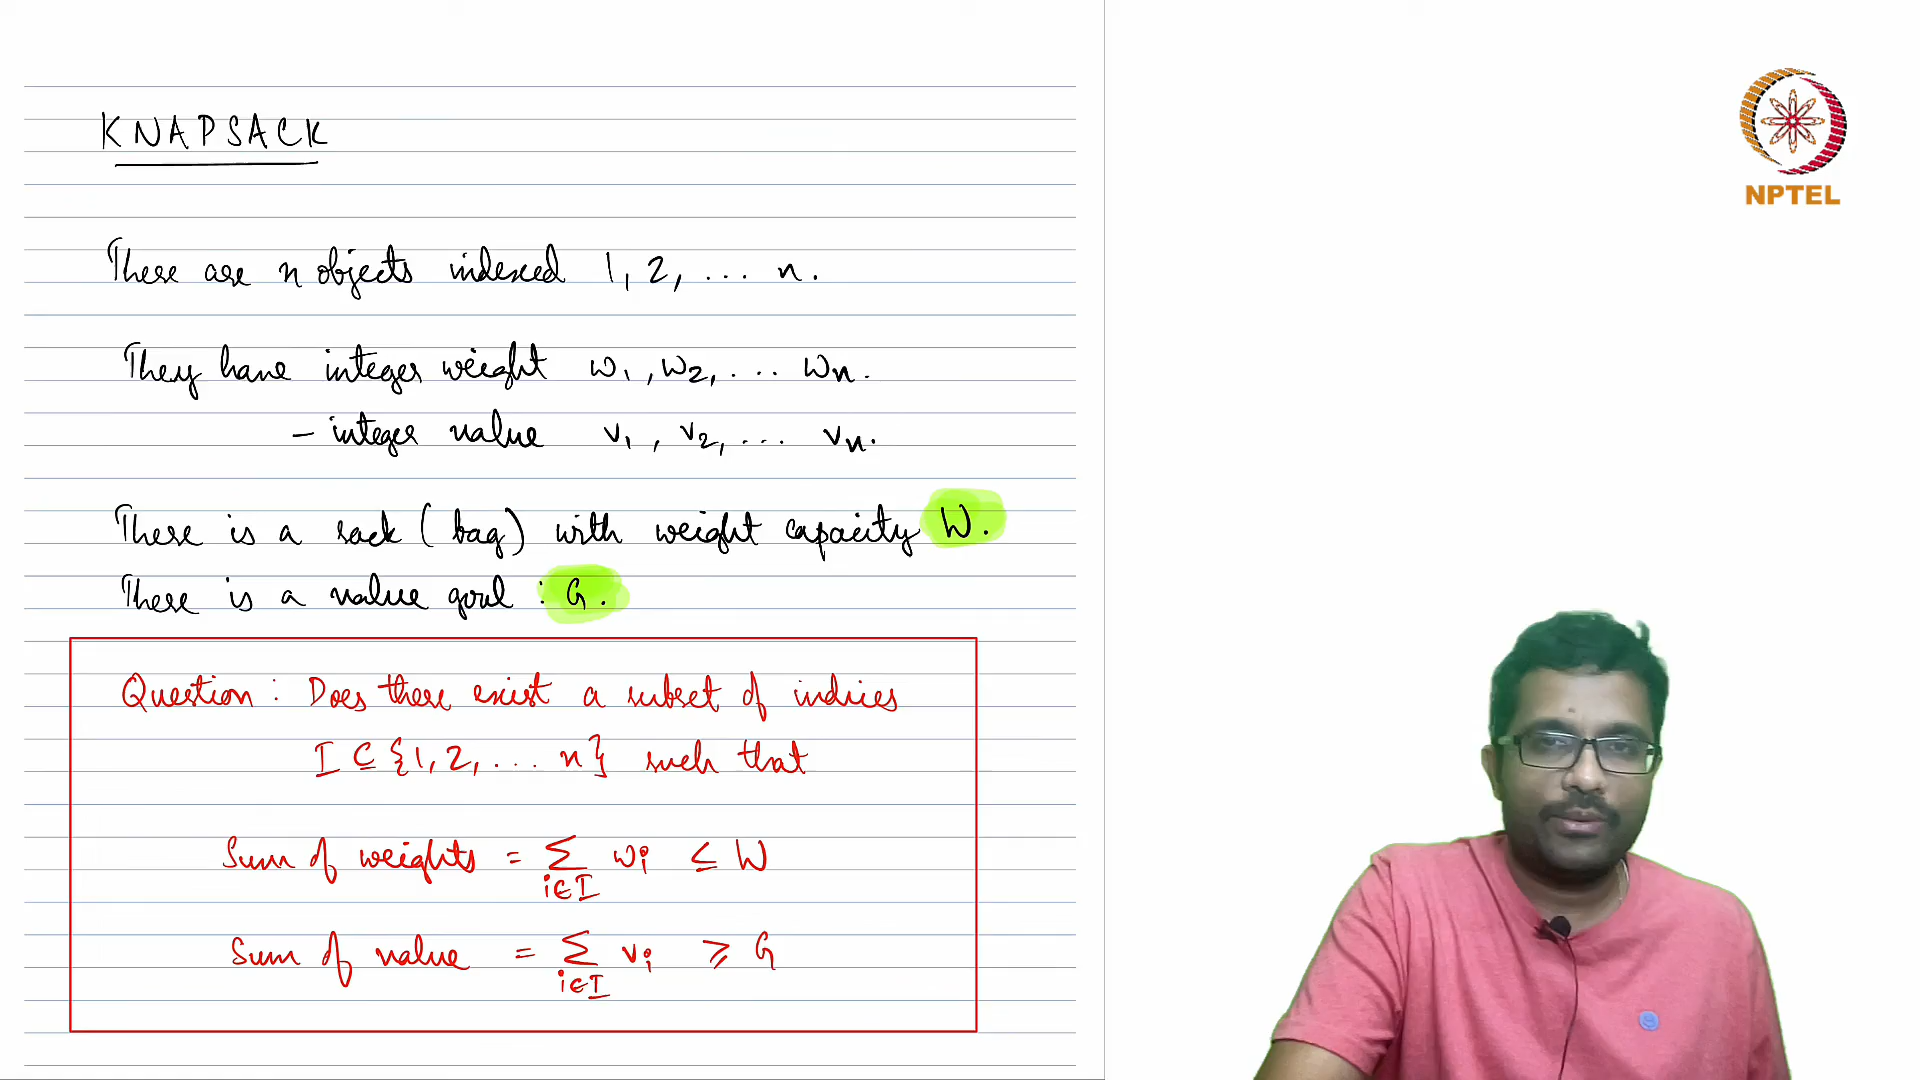 KNAPSACK
There are n objects indexed 1, 2, ... n.
They have integer weight w1, w2, ... wn.
- integer value v1, v2, ... vn.
There is a sack (bag) with weight capacity W.
There is a value goal : G.
Question : Does there exist a subset of indices
I ⊆ {1, 2, ... n} such that
Sum of weights = ∑ i∈I wi ≤ W
Sum of value = ∑ i∈I vi ≥ G
NPTEL